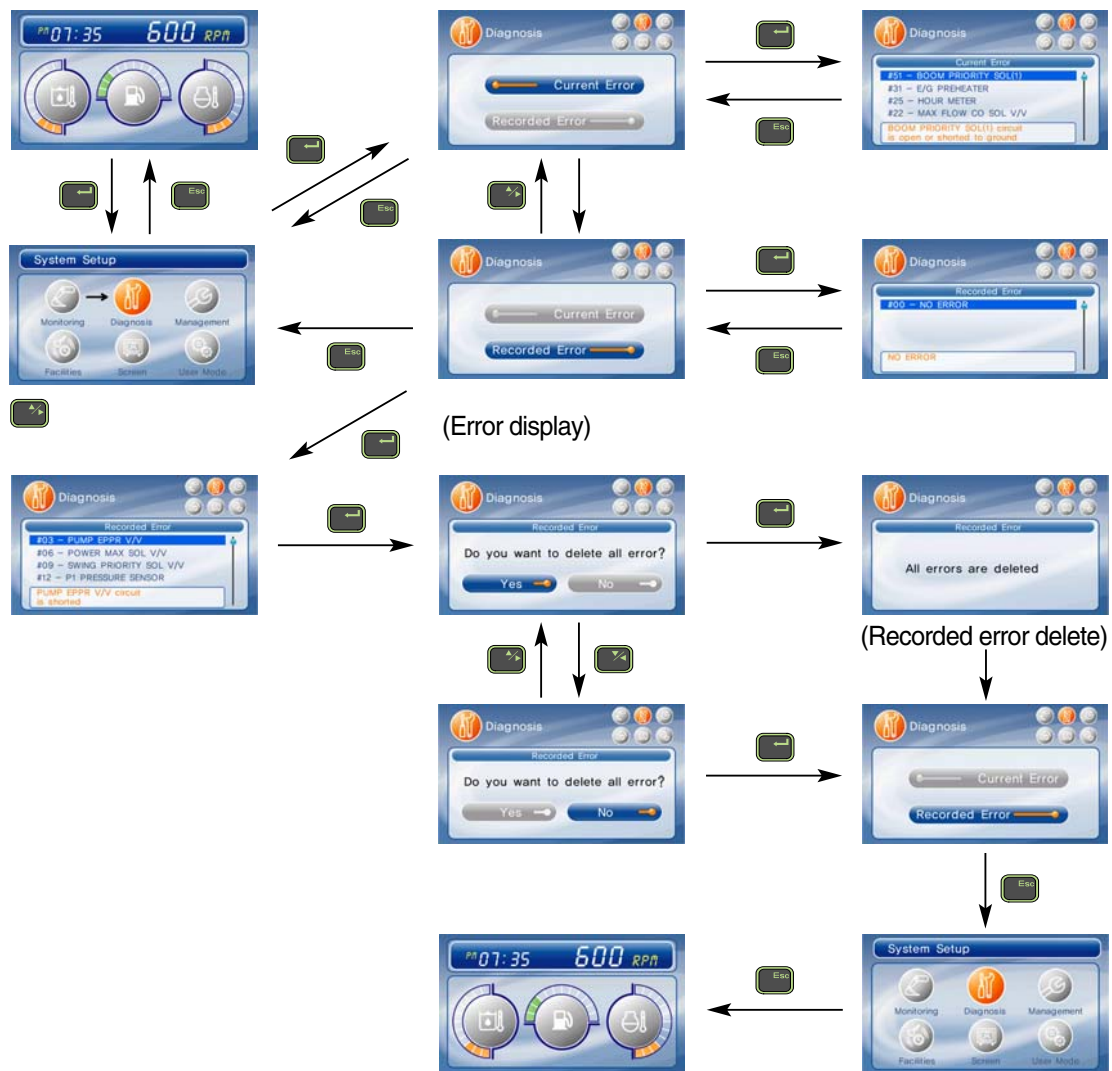 PM 07:35 600 RPM
Esc
System Setup
Monitoring Diagnosis Management
Facilities Screen User Mode
Esc
Diagnosis
Current Error
Recorded Error
Esc
Diagnosis
Current Error
#51 - BOOM PRIORITY SOL(1)
#31 - E/G PREHEATER
#25 - HOUR METER
#22 - MAX FLOW CO SOL V/V
BOOM PRIORITY SOL(1) circuit
is open or shorted to ground
Diagnosis
Current Error
Recorded Error
Esc
Esc
Diagnosis
Recorded Error
#00 - NO ERROR
NO ERROR
(Error display)
Diagnosis
Recorded Error
#03 - PUMP EPPR V/V
#06 - POWER MAX SOL V/V
#09 - SWING PRIORITY SOL V/V
#12 - P1 PRESSURE SENSOR
PUMP EPPR V/V circuit
is shorted
Diagnosis
Recorded Error
Do you want to delete all error?
Yes No
Diagnosis
Recorded Error
All errors are deleted
(Recorded error delete)
Diagnosis
Recorded Error
Do you want to delete all error?
Yes No
Diagnosis
Current Error
Recorded Error
Esc
PM 07:35 600 RPM
Esc
System Setup
Monitoring Diagnosis Management
Facilities Screen User Mode